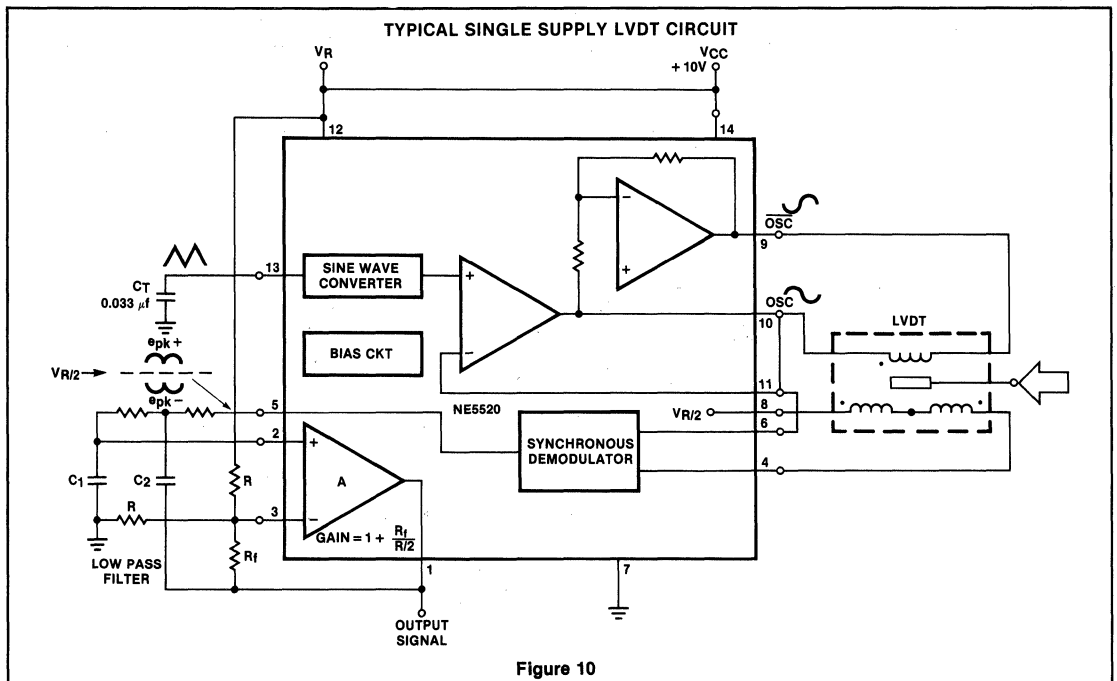 TYPICAL SINGLE SUPPLY LVDT CIRCUIT
VR
VCC
+ 10V
12
14
OSC
9
13
SINE WAVE
CONVERTER
+
-
-
+
CT
0.033 μf
OSC
10
LVDT
epk+
BIAS CKT
VR/2
epk-
11
5
NE5520
VR/2
8
6
2
SYNCHRONOUS
DEMODULATOR
4
+
C1
C2
R
A
R
3
-
GAIN = 1 + Rf
R/2
LOW PASS
FILTER
Rf
1
7
OUTPUT
SIGNAL
Figure 10